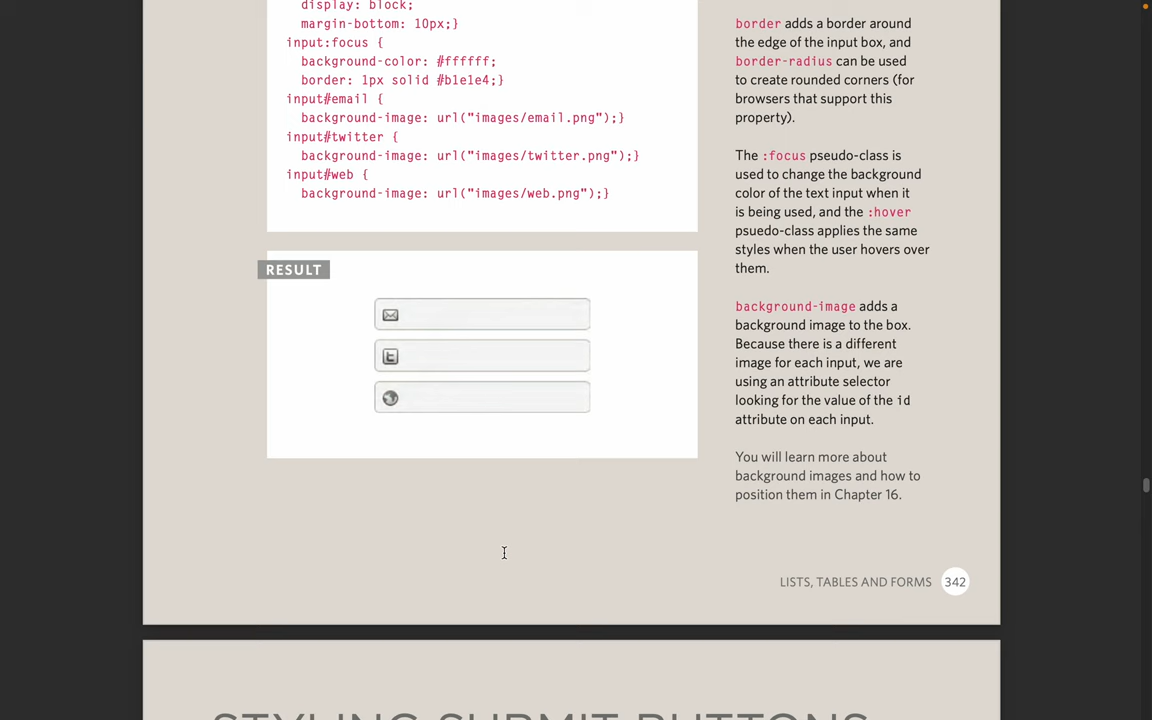 display: block;
margin-bottom: 10px;}
input:focus {
background-color: #ffffff;
border: 1px solid #b1e1e4;}
input#email {
background-image: url("images/email.png");}
input#twitter {
background-image: url("images/twitter.png");}
input#web {
background-image: url("images/web.png");}
RESULT
border adds a border around
the edge of the input box, and
border-radius can be used
to create rounded corners (for
browsers that support this
property).
The :focus pseudo-class is
used to change the background
color of the text input when it
is being used, and the :hover
psuedo-class applies the same
styles when the user hovers over
them.
background-image adds a
background image to the box.
Because there is a different
image for each input, we are
using an attribute selector
looking for the value of the id
attribute on each input.
You will learn more about
background images and how to
position them in Chapter 16.
LISTS, TABLES AND FORMS 342
STYLING SUBMIT BUTTONS